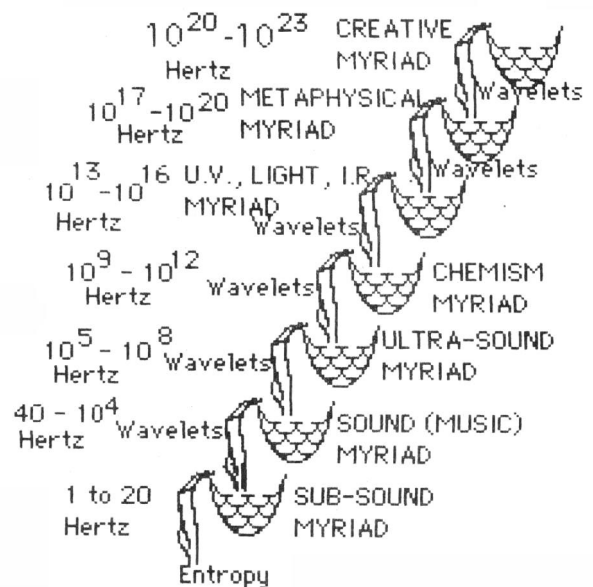 10^20-10^23 CREATIVE
Hertz MYRIAD
Wavelets
10^17-10^20 METAPHYSICAL
Hertz MYRIAD
Wavelets
10^13-10^16 U.V., LIGHT, I.R.
Hertz MYRIAD
Wavelets
10^9 - 10^12 Wavelets CHEMISM
Hertz MYRIAD
10^5 - 10^8 Wavelets ULTRA-SOUND
Hertz MYRIAD
40 - 10^4 Wavelets SOUND (MUSIC)
Hertz MYRIAD
1 to 20 SUB-SOUND
Hertz MYRIAD
Entropy